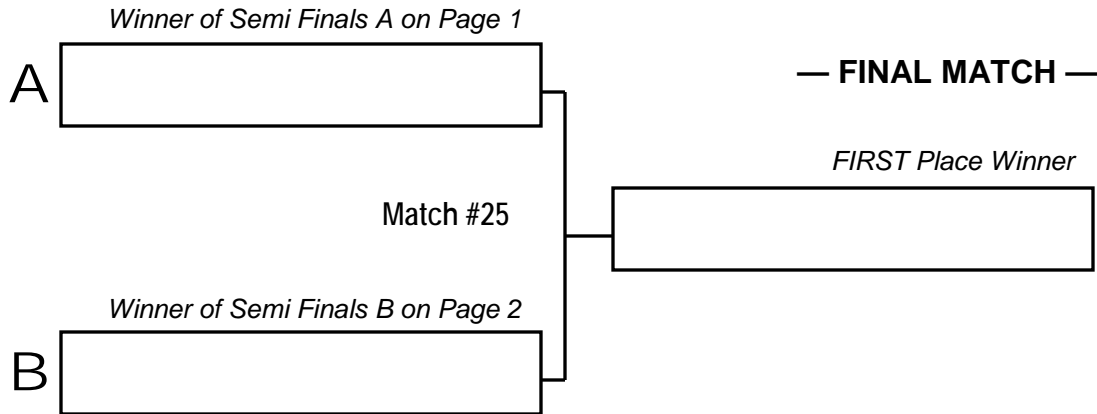 Winner of Semi Finals A on Page 1
A
— FINAL MATCH —
FIRST Place Winner
Match #25
Winner of Semi Finals B on Page 2
B